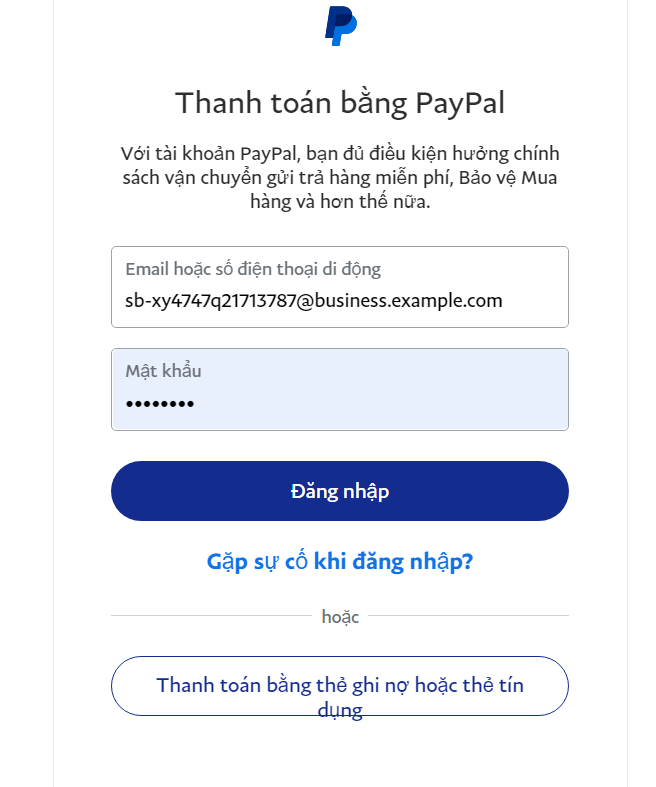 Thanh toán bằng PayPal
Với tài khoản PayPal, bạn đủ điều kiện hưởng chính
sách vận chuyển gửi trả hàng miễn phí, Bảo vệ Mua
hàng và hơn thế nữa.
Email hoặc số điện thoại di động
sb-xy4747q21713787@business.example.com
Mật khẩu
••••••••
Đăng nhập
Gặp sự cố khi đăng nhập?
hoặc
Thanh toán bằng thẻ ghi nợ hoặc thẻ tín
dụng